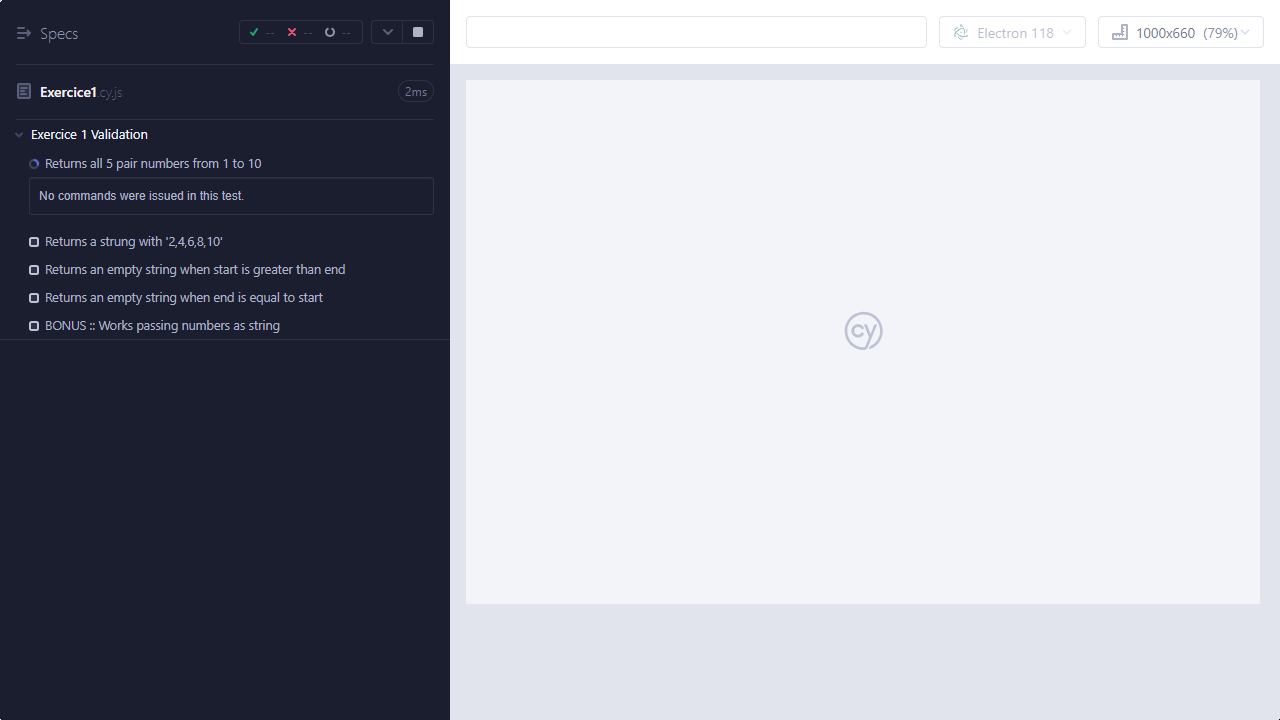 Specs
-- -- --
Electron 118
1000x660 (79%)
Exercice1.cy.js
2ms
Exercice 1 Validation
Returns all 5 pair numbers from 1 to 10
No commands were issued in this test.
Returns a strung with '2,4,6,8,10'
Returns an empty string when start is greater than end
Returns an empty string when end is equal to start
BONUS :: Works passing numbers as string
cy